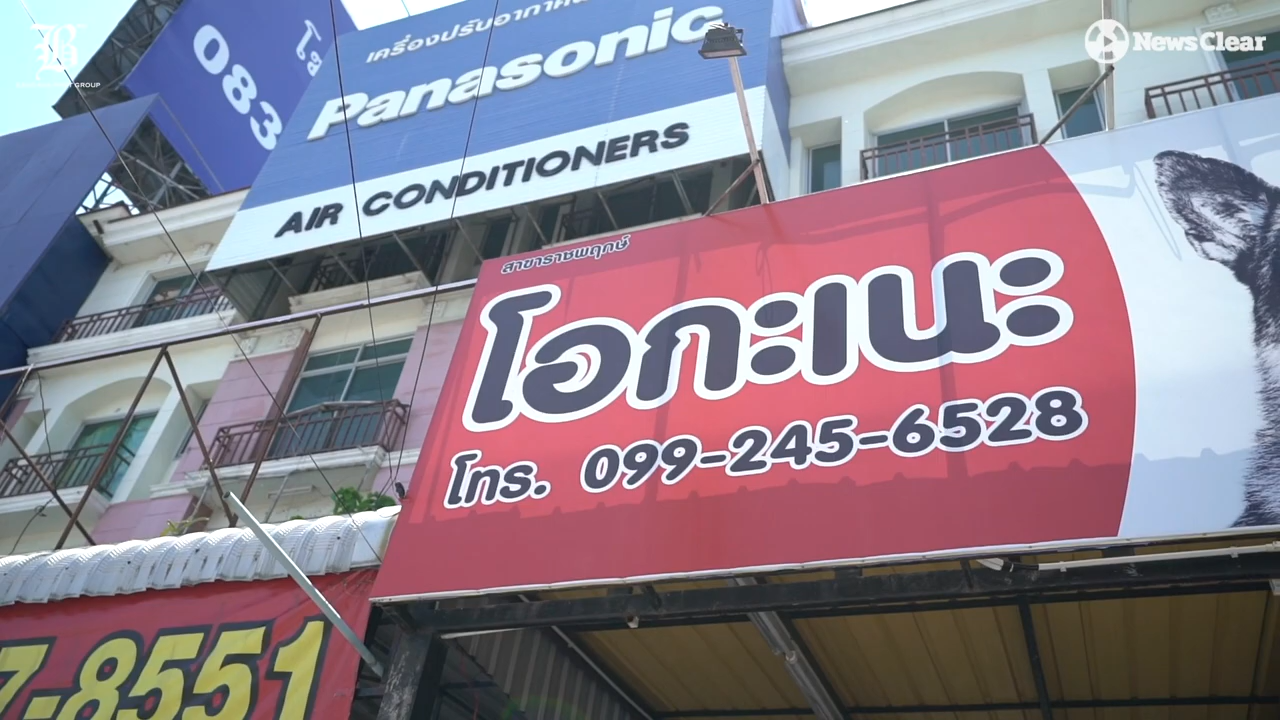 NewsClear
083
เครื่องปรับอากาศ
Panasonic
AIR CONDITIONERS
สาขาราชพฤกษ์
โอกะเนะ
โทร. 099-245-6528
7-8551